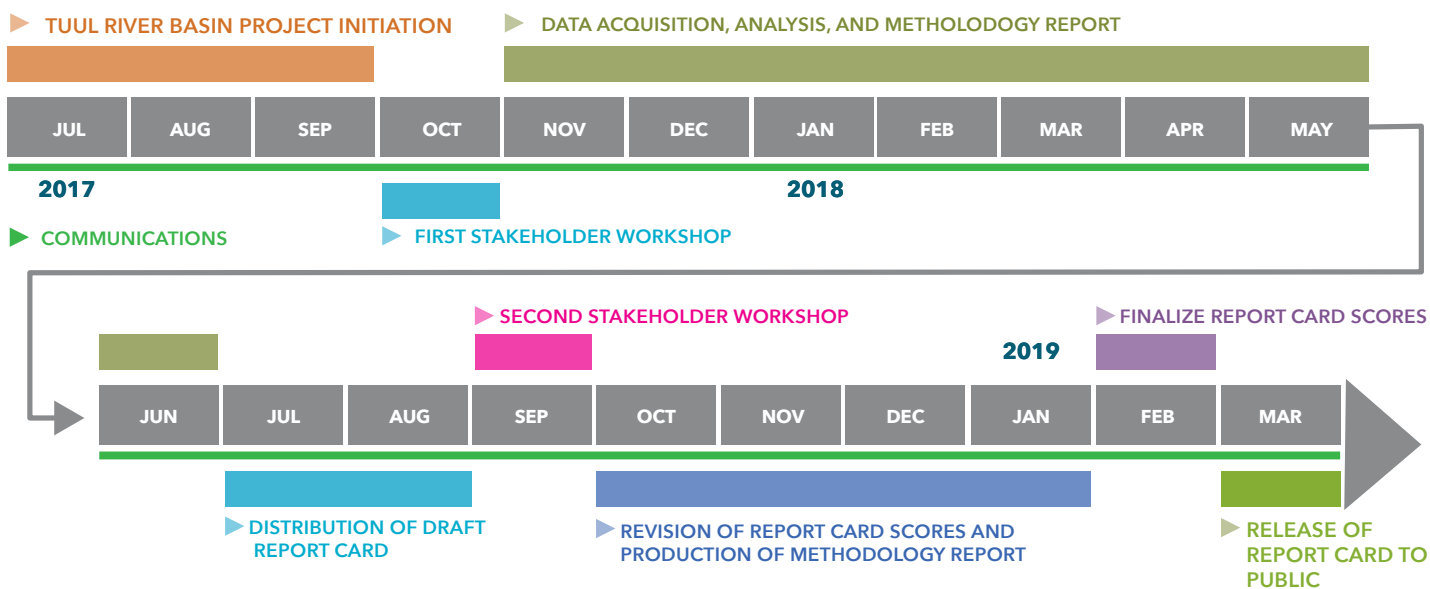 TUUL RIVER BASIN PROJECT INITIATION
DATA ACQUISITION, ANALYSIS, AND METHOLODOGY REPORT
JUL AUG SEP OCT NOV DEC JAN FEB MAR APR MAY
2017 2018
COMMUNICATIONS
FIRST STAKEHOLDER WORKSHOP
SECOND STAKEHOLDER WORKSHOP
FINALIZE REPORT CARD SCORES
2019
JUN JUL AUG SEP OCT NOV DEC JAN FEB MAR
DISTRIBUTION OF DRAFT
REPORT CARD
REVISION OF REPORT CARD SCORES AND
PRODUCTION OF METHODOLOGY REPORT
RELEASE OF
REPORT CARD TO
PUBLIC